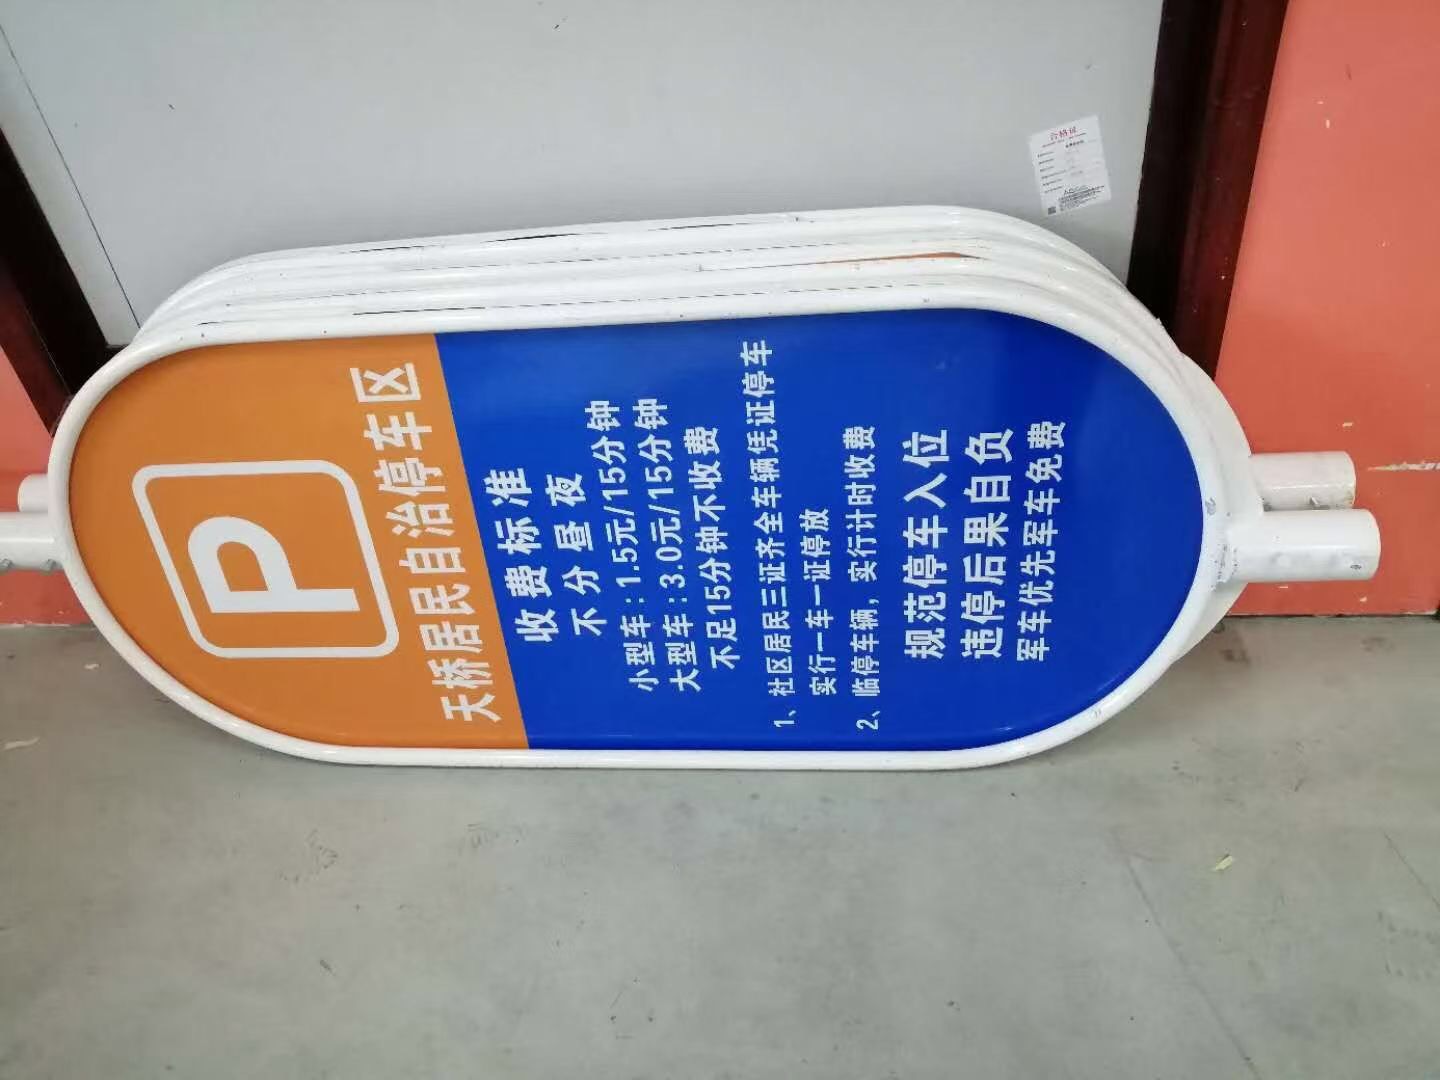 P
天桥居民自治停车区
收费标准
不分昼夜
小型车:1.5元/15分钟
大型车:3.0元/15分钟
不足15分钟不收费
1、社区居民三证齐全车辆凭证停车
实行一车一证停放
2、临停车辆,实行计时收费
规范停车入位
违停后果自负
军车优先军车免费
合格证